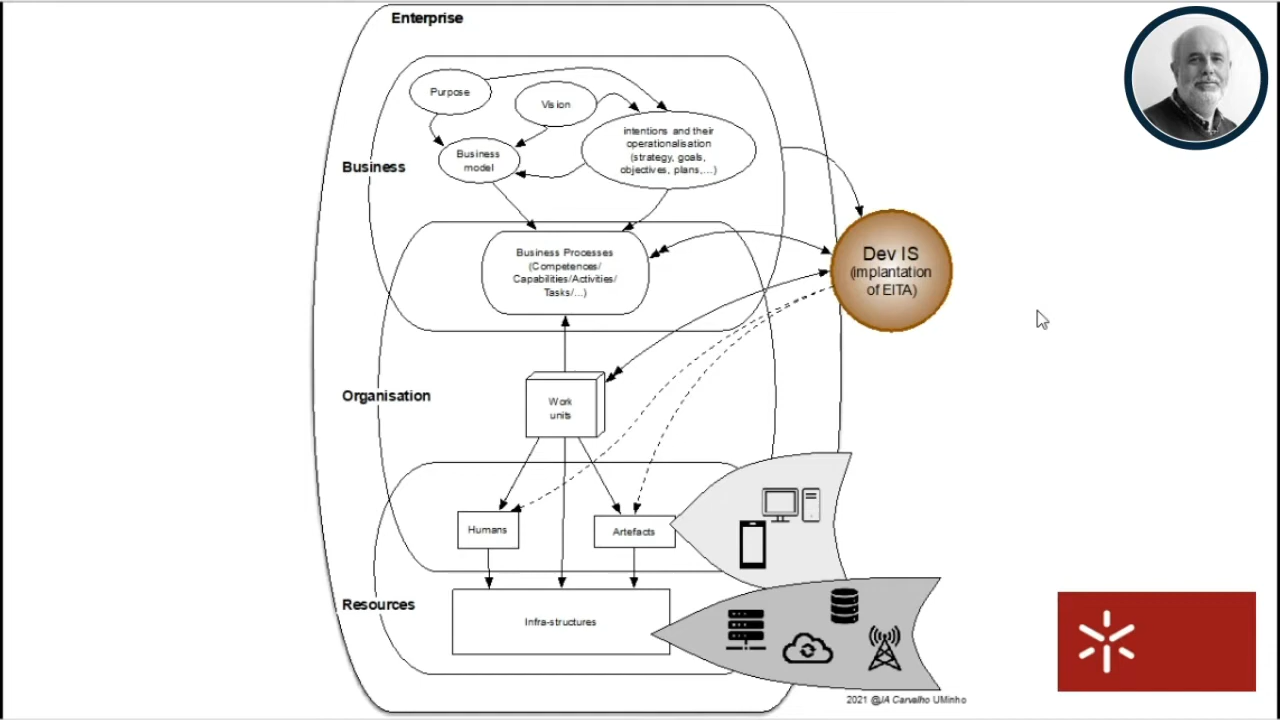 Enterprise
Purpose
Vision
intentions and their
operationalisation
(strategy, goals,
objectives, plans,...)
Business
model
Business
Business Processes
(Competences/
Capabilities/Activities/
Tasks/...)
Dev IS
(implantation
of EITA)
Organisation
Work
units
Humans
Artefacts
Resources
Infra-structures
2021 @JA Carvalho UMinho